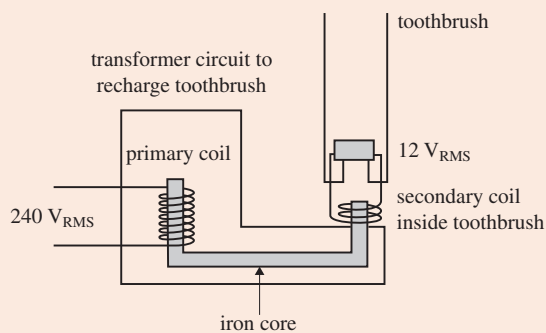 toothbrush
transformer circuit to
recharge toothbrush
primary coil
12 V_RMS
240 V_RMS
secondary coil
inside toothbrush
iron core